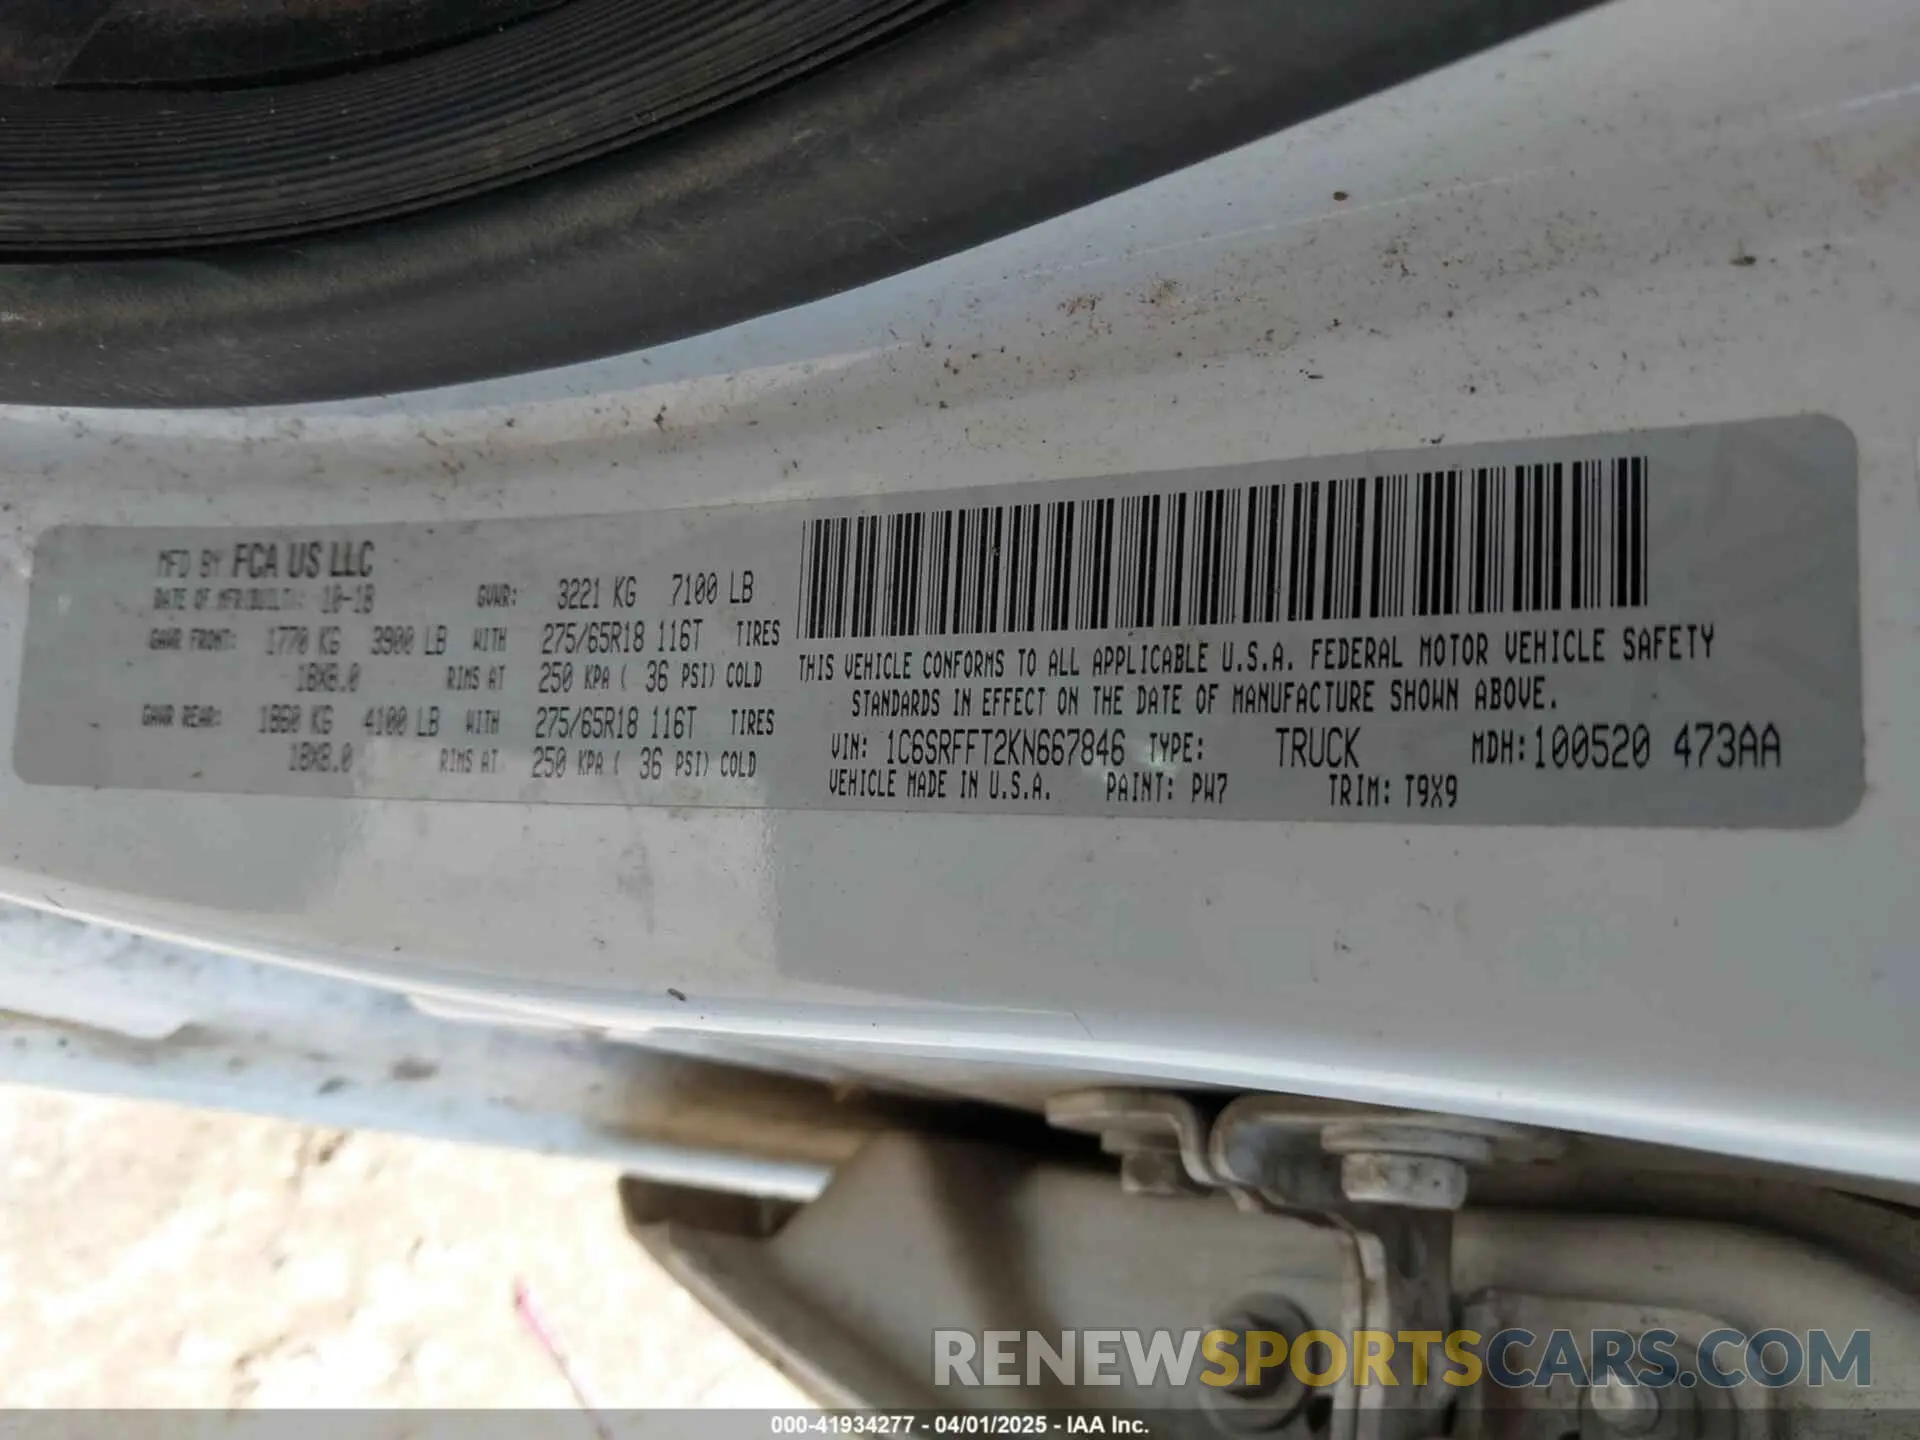 MFD BY FCA US LLC
DATE OF MFR(BUILT): 10-18 GVWR: 3221 KG 7100 LB
GAWR FRONT: 1770 KG 3900 LB WITH 275/65R18 116T TIRES
18X8.0 RIMS AT 250 KPA ( 36 PSI) COLD
GAWR REAR: 1860 KG 4100 LB WITH 275/65R18 116T TIRES
18X8.0 RIMS AT 250 KPA ( 36 PSI) COLD
THIS VEHICLE CONFORMS TO ALL APPLICABLE U.S.A. FEDERAL MOTOR VEHICLE SAFETY
STANDARDS IN EFFECT ON THE DATE OF MANUFACTURE SHOWN ABOVE.
VIN: 1C6SRFFT2KN667846 TYPE: TRUCK MDH:100520 473AA
VEHICLE MADE IN U.S.A. PAINT: PW7 TRIM: T9X9
RENEWSPORTSCARS.COM
000-41934277 - 04/01/2025 - IAA Inc.